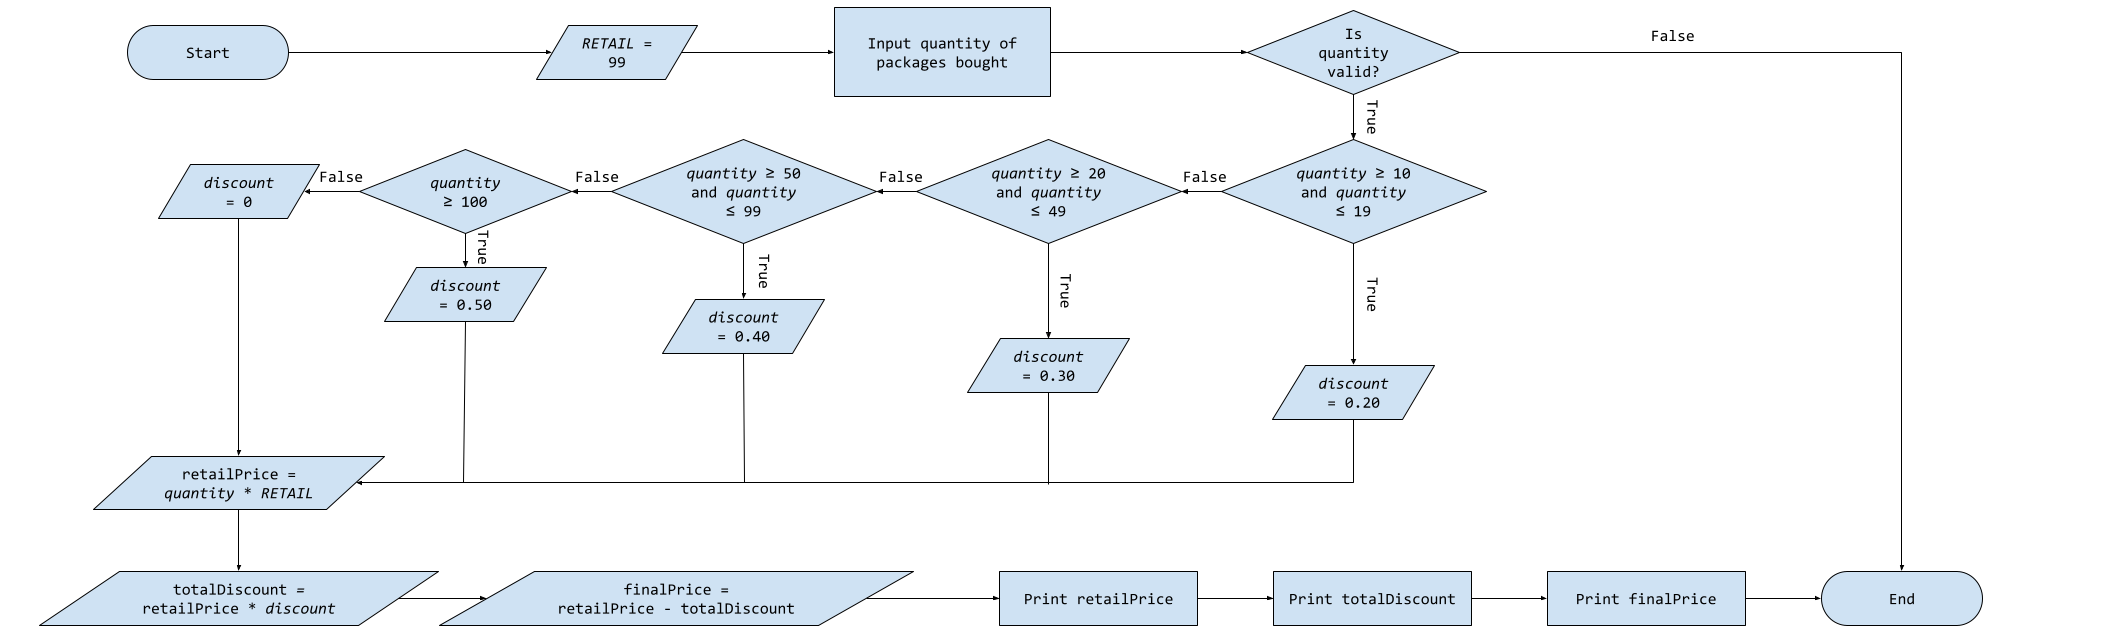 Start
RETAIL =
99
Input quantity of
packages bought
Is
quantity
valid?
False
True
discount
= 0
False
quantity
≥ 100
False
quantity ≥ 50
and quantity
≤ 99
False
quantity ≥ 20
and quantity
≤ 49
False
quantity ≥ 10
and quantity
≤ 19
True
True
True
True
discount
= 0.50
discount
= 0.40
discount
= 0.30
discount
= 0.20
retailPrice =
quantity * RETAIL
totalDiscount =
retailPrice * discount
finalPrice =
retailPrice - totalDiscount
Print retailPrice
Print totalDiscount
Print finalPrice
End